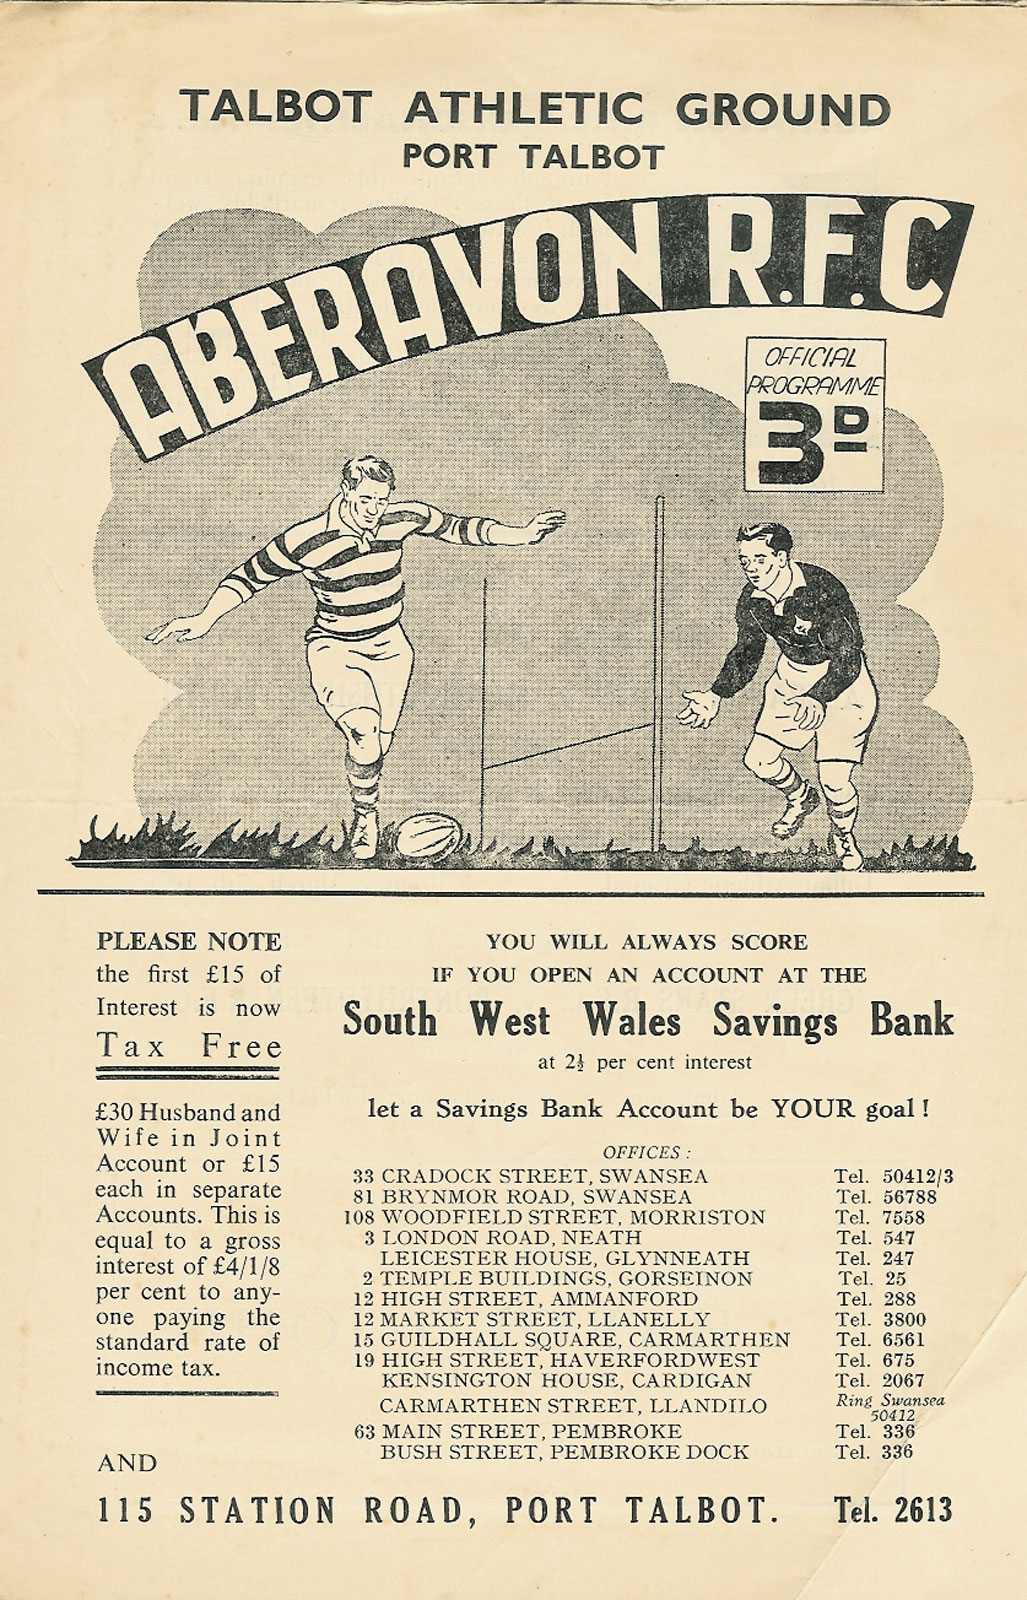 TALBOT ATHLETIC GROUND
PORT TALBOT
ABERAVON R.F.C
OFFICIAL
PROGRAMME
3D
PLEASE NOTE
the first £15 of
Interest is now
Tax Free
£30 Husband and
Wife in Joint
Account or £15
each in separate
Accounts. This is
equal to a gross
interest of £4/1/8
per cent to any-
one paying the
standard rate of
income tax.
YOU WILL ALWAYS SCORE
IF YOU OPEN AN ACCOUNT AT THE
South West Wales Savings Bank
at 2½ per cent interest
let a Savings Bank Account be YOUR goal!
OFFICES:
33 CRADOCK STREET, SWANSEA Tel. 50412/3
81 BRYNMOR ROAD, SWANSEA Tel. 56788
108 WOODFIELD STREET, MORRISTON Tel. 7558
3 LONDON ROAD, NEATH Tel. 547
LEICESTER HOUSE, GLYNNEATH Tel. 247
2 TEMPLE BUILDINGS, GORSEINON Tel. 25
12 HIGH STREET, AMMANFORD Tel. 288
12 MARKET STREET, LLANELLY Tel. 3800
15 GUILDHALL SQUARE, CARMARTHEN Tel. 6561
19 HIGH STREET, HAVERFORDWEST Tel. 675
KENSINGTON HOUSE, CARDIGAN Tel. 2067
CARMARTHEN STREET, LLANDILO Ring Swansea
50412
63 MAIN STREET, PEMBROKE Tel. 336
BUSH STREET, PEMBROKE DOCK Tel. 336
AND
115 STATION ROAD, PORT TALBOT. Tel. 2613